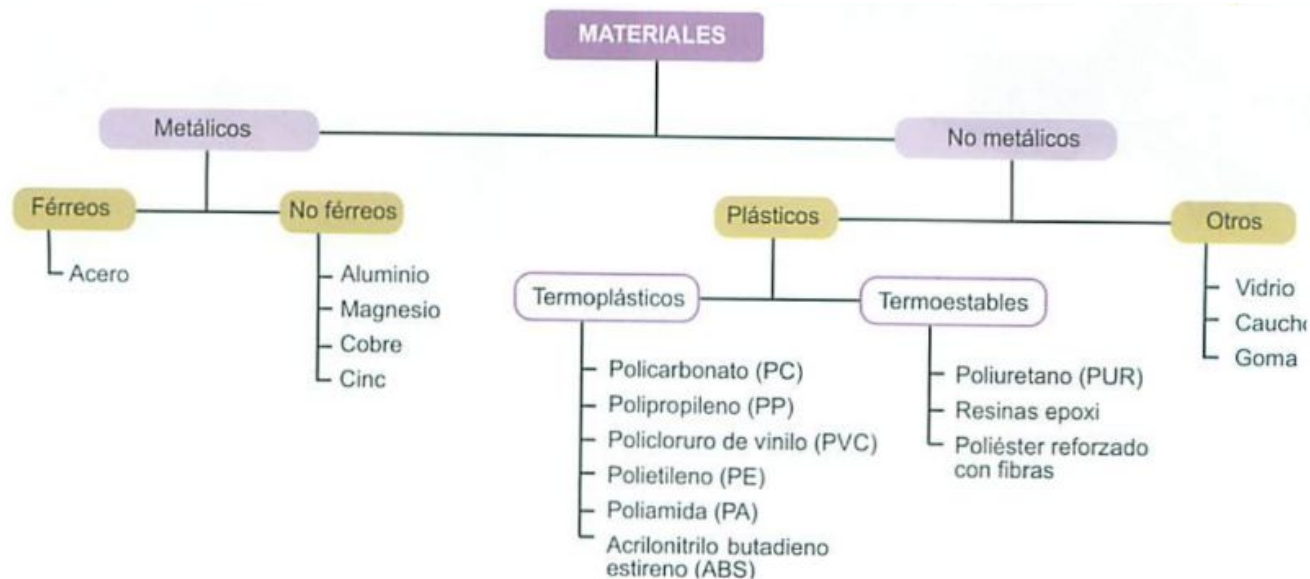 MATERIALES
Metálicos
No metálicos
Férreos
No férreos
Plásticos
Otros
Acero
Aluminio
Magnesio
Cobre
Cinc
Termoplásticos
Termoestables
Vidrio
Cauch
Goma
Policarbonato (PC)
Polipropileno (PP)
Policloruro de vinilo (PVC)
Polietileno (PE)
Poliamida (PA)
Acrilonitrilo butadieno
estireno (ABS)
Poliuretano (PUR)
Resinas epoxi
Poliéster reforzado
con fibras